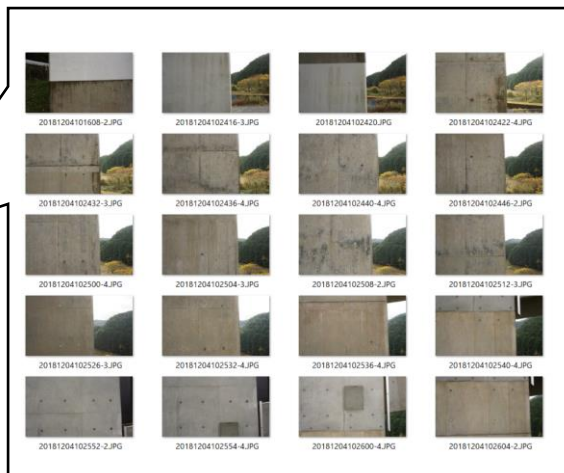 20181204101608-2.JPG
20181204102416-3.JPG
20181204102420.JPG
20181204102422-4.JPG
20181204102432-3.JPG
20181204102436-4.JPG
20181204102440-4.JPG
20181204102446-2.JPG
20181204102500-4.JPG
20181204102504-3.JPG
20181204102508-2.JPG
20181204102512-3.JPG
20181204102526-3.JPG
20181204102532-4.JPG
20181204102536-4.JPG
20181204102540-4.JPG
20181204102552-2.JPG
20181204102554-4.JPG
20181204102600-4.JPG
20181204102604-2.JPG